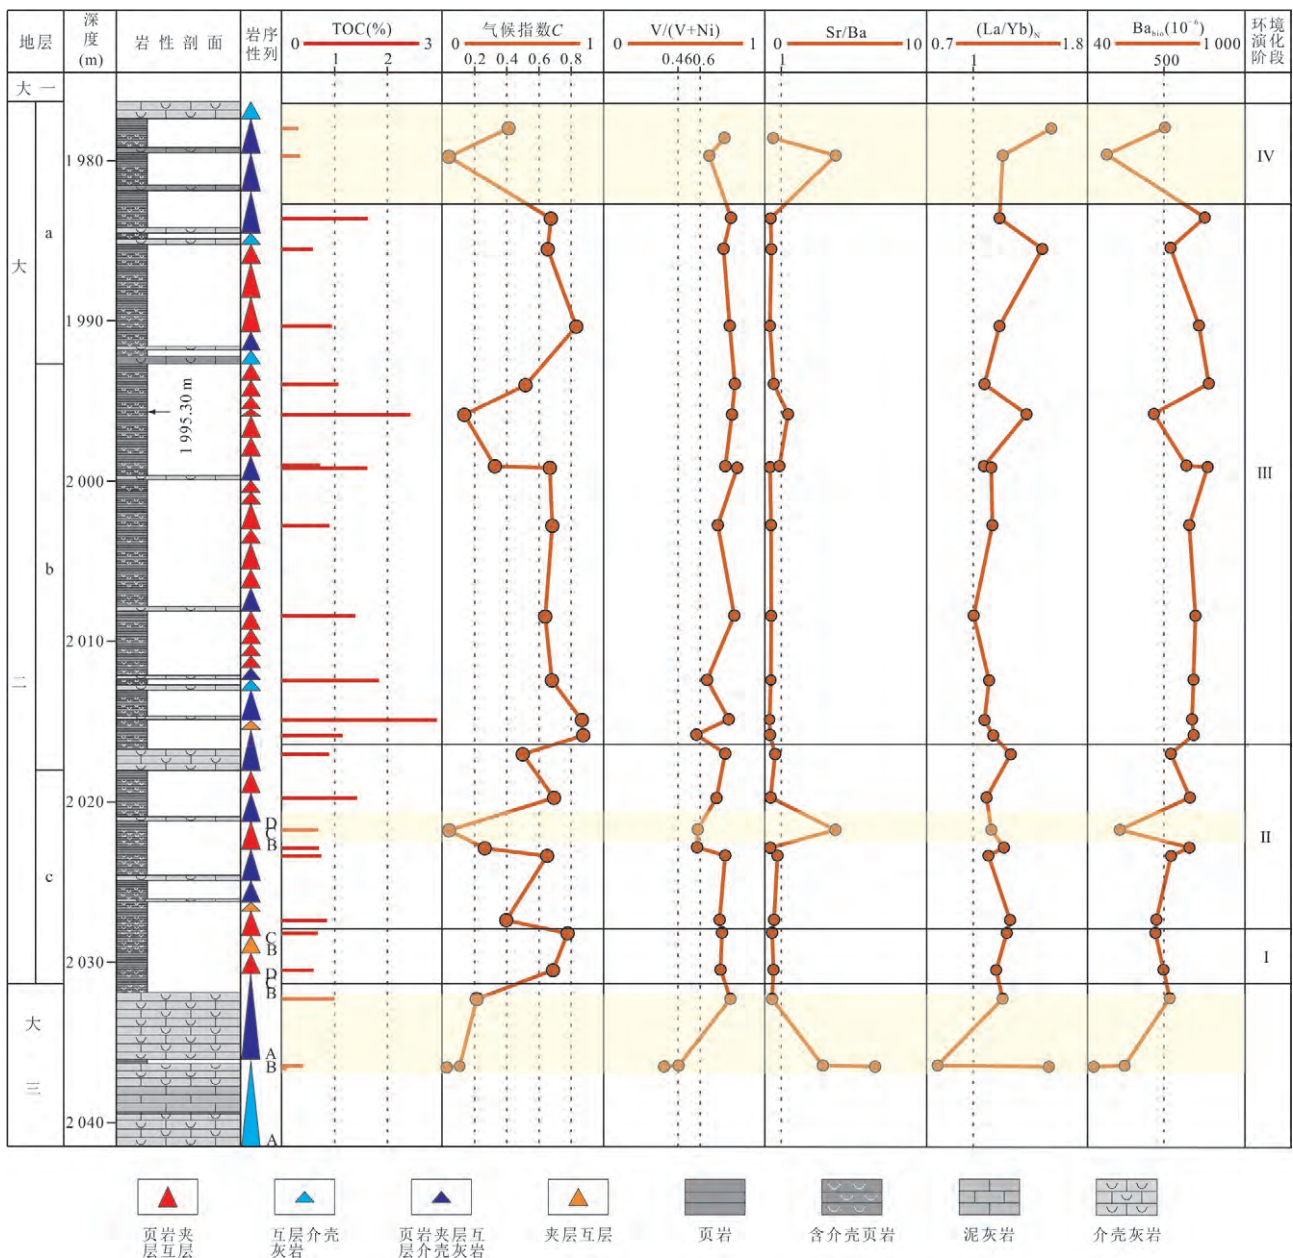 地层
深度(m)
岩性剖面
岩序性列
TOC(%)
0 3
1 2
气候指数C
0 1
0.2 0.4 0.6 0.8
V/(V+Ni)
0 1
0.46 0.6
Sr/Ba
0 10
1
(La/Yb)N
0.7 1.8
1
Babio(10⁻⁶)
40 1 000
500
环境演化阶段
大一
1 980
IV
a
大
1 990
1 995.30 m
2 000
III
b
2 010
二
2 020
D
C
B
II
c
C
B
I
2 030
D
C
B
大
A
B
三
2 040
A
页岩夹层互层
互层介壳灰岩
页岩夹层互层介壳灰岩
夹层互层
页岩
含介壳页岩
泥灰岩
介壳灰岩